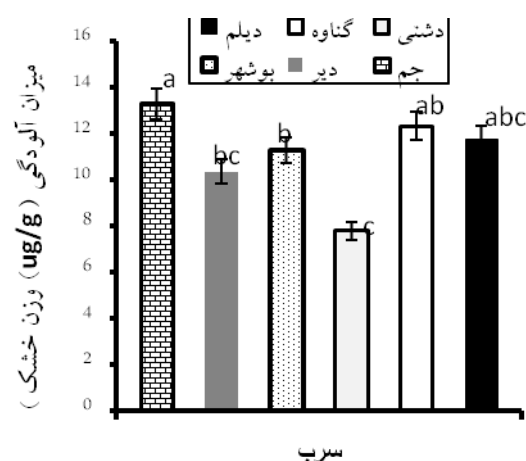 دشتی گناوه دیلم
جم دیر بوشهر
میزان آلودگی (ug/g) وزن خشک )
16
14
12
10
8
6
4
2
0
a
bc
b
c
ab
abc
سرب